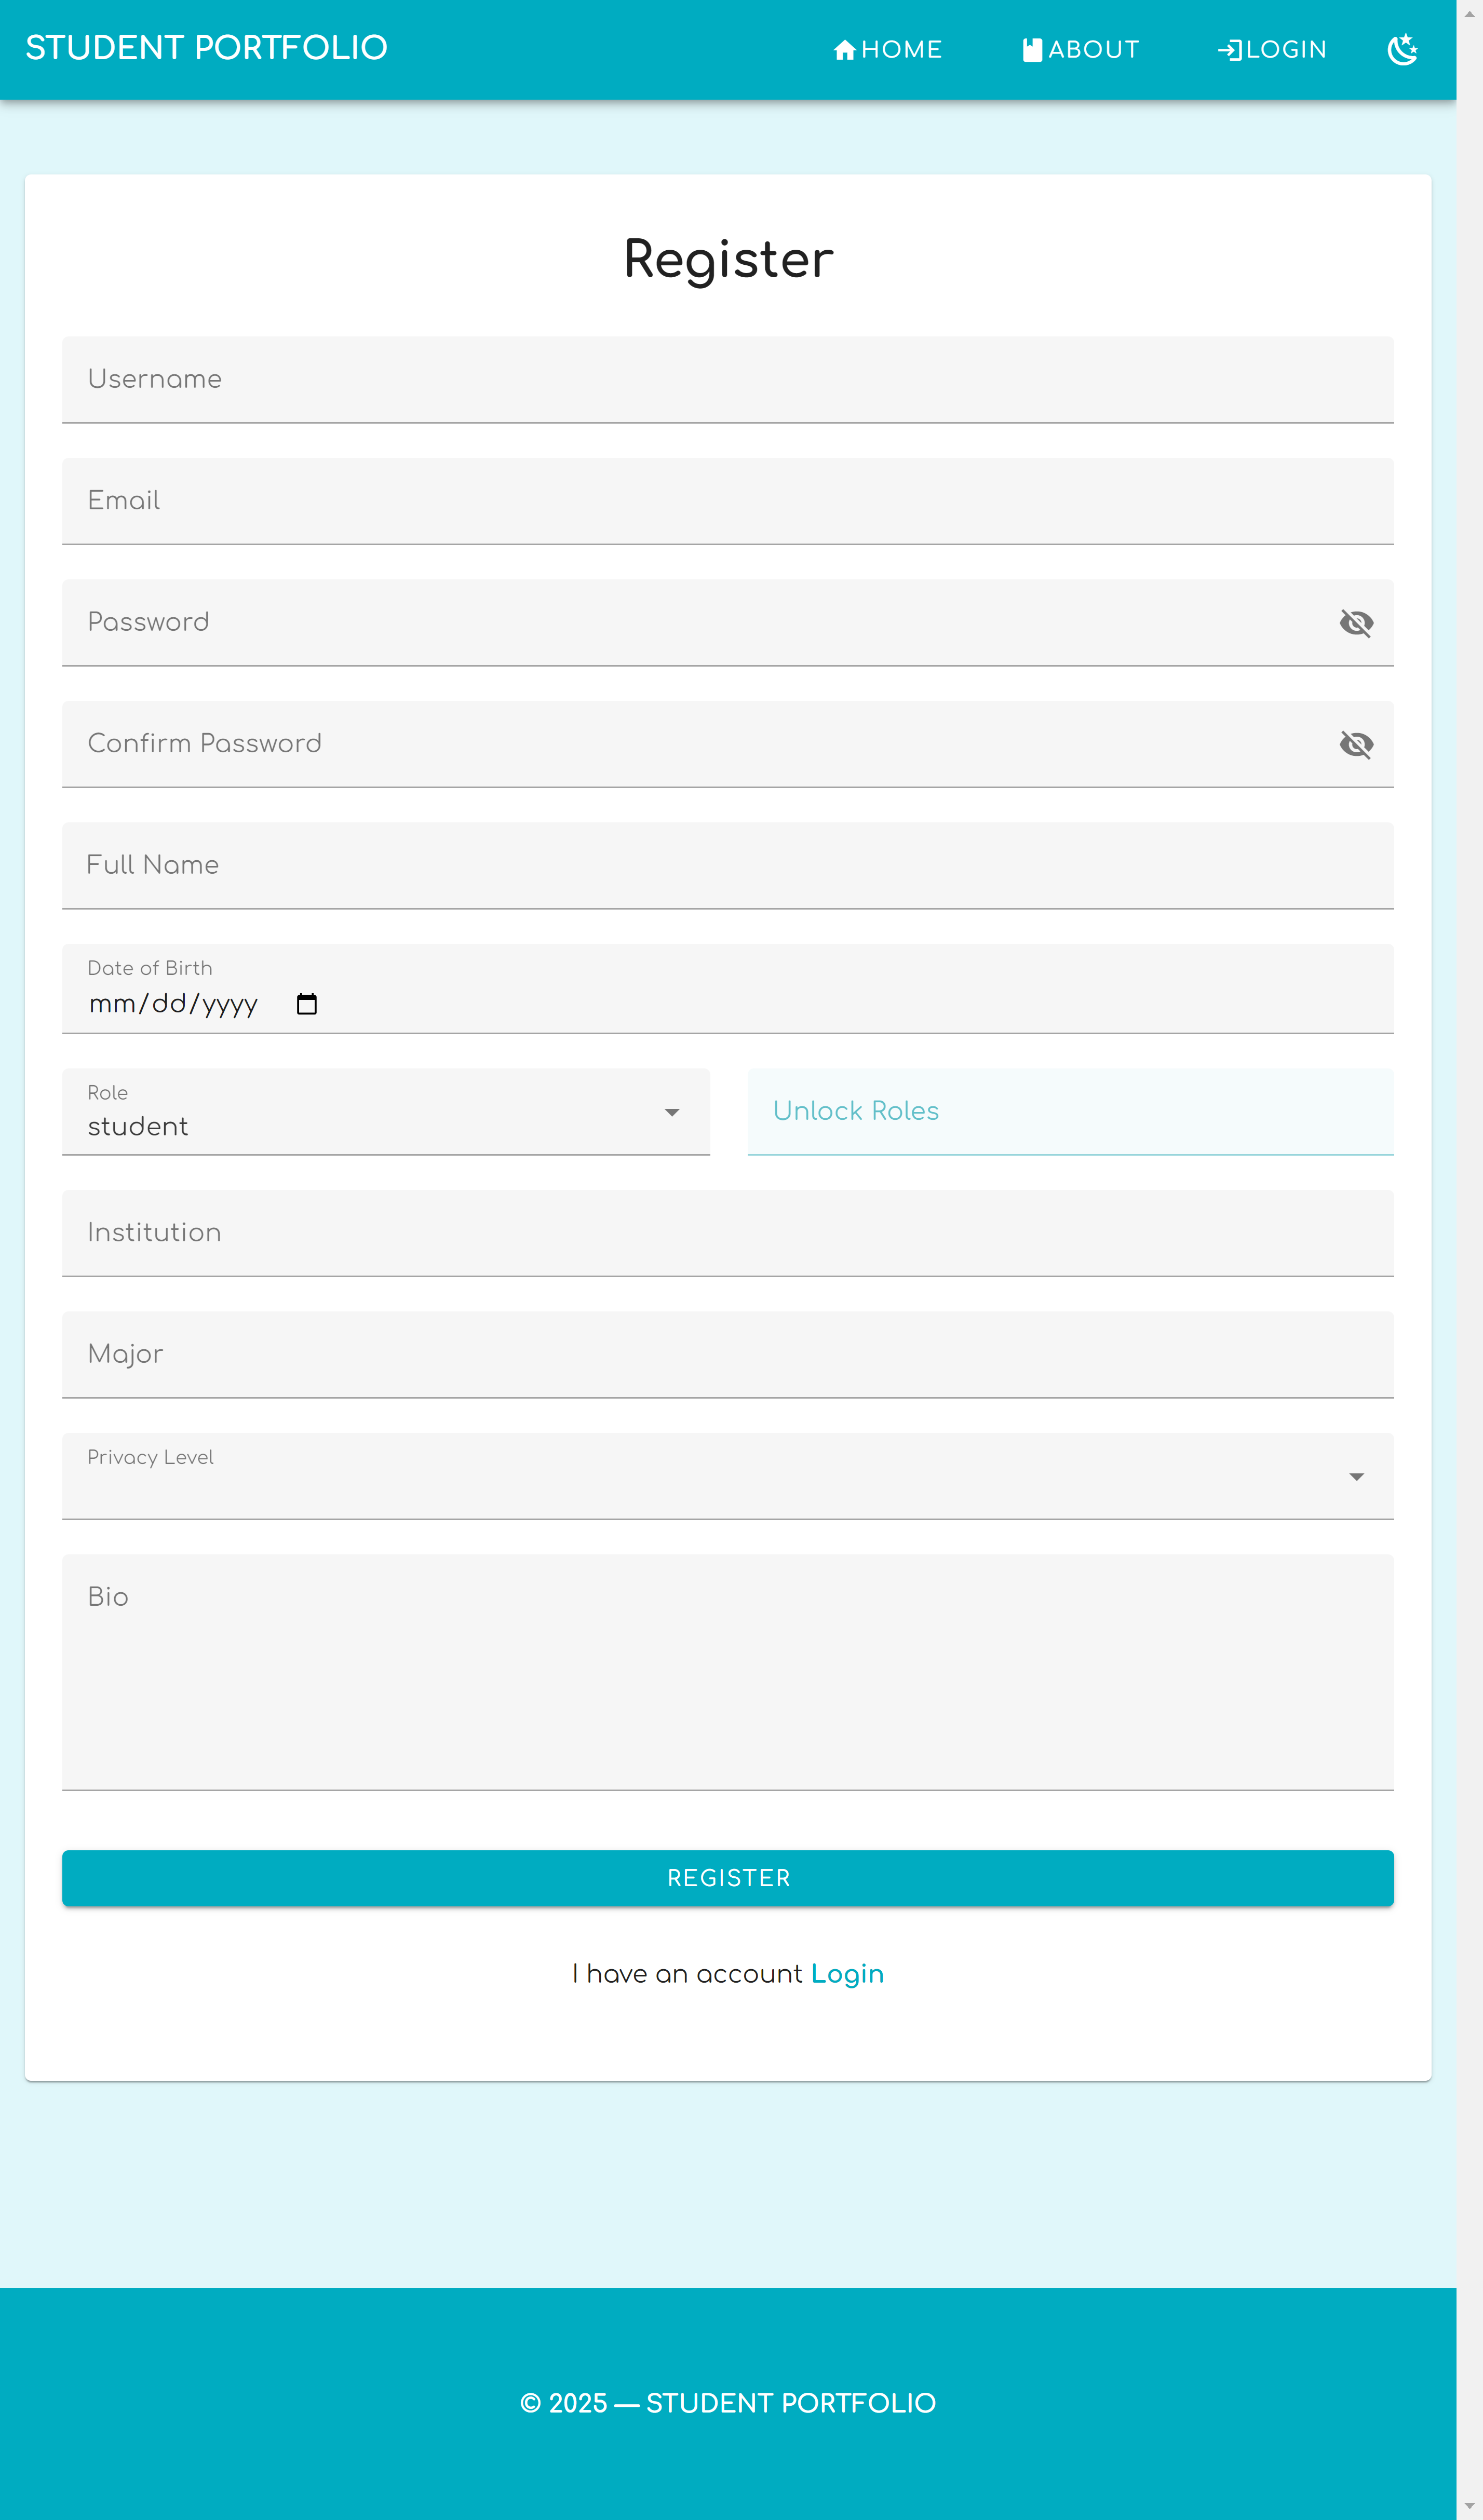 STUDENT PORTFOLIO HOME ABOUT LOGIN
Register
Username
Email
Password
Confirm Password
Full Name
Date of Birth
mm/dd/yyyy
Role
student
Unlock Roles
Institution
Major
Privacy Level
Bio
REGISTER
I have an account Login
© 2025 — STUDENT PORTFOLIO